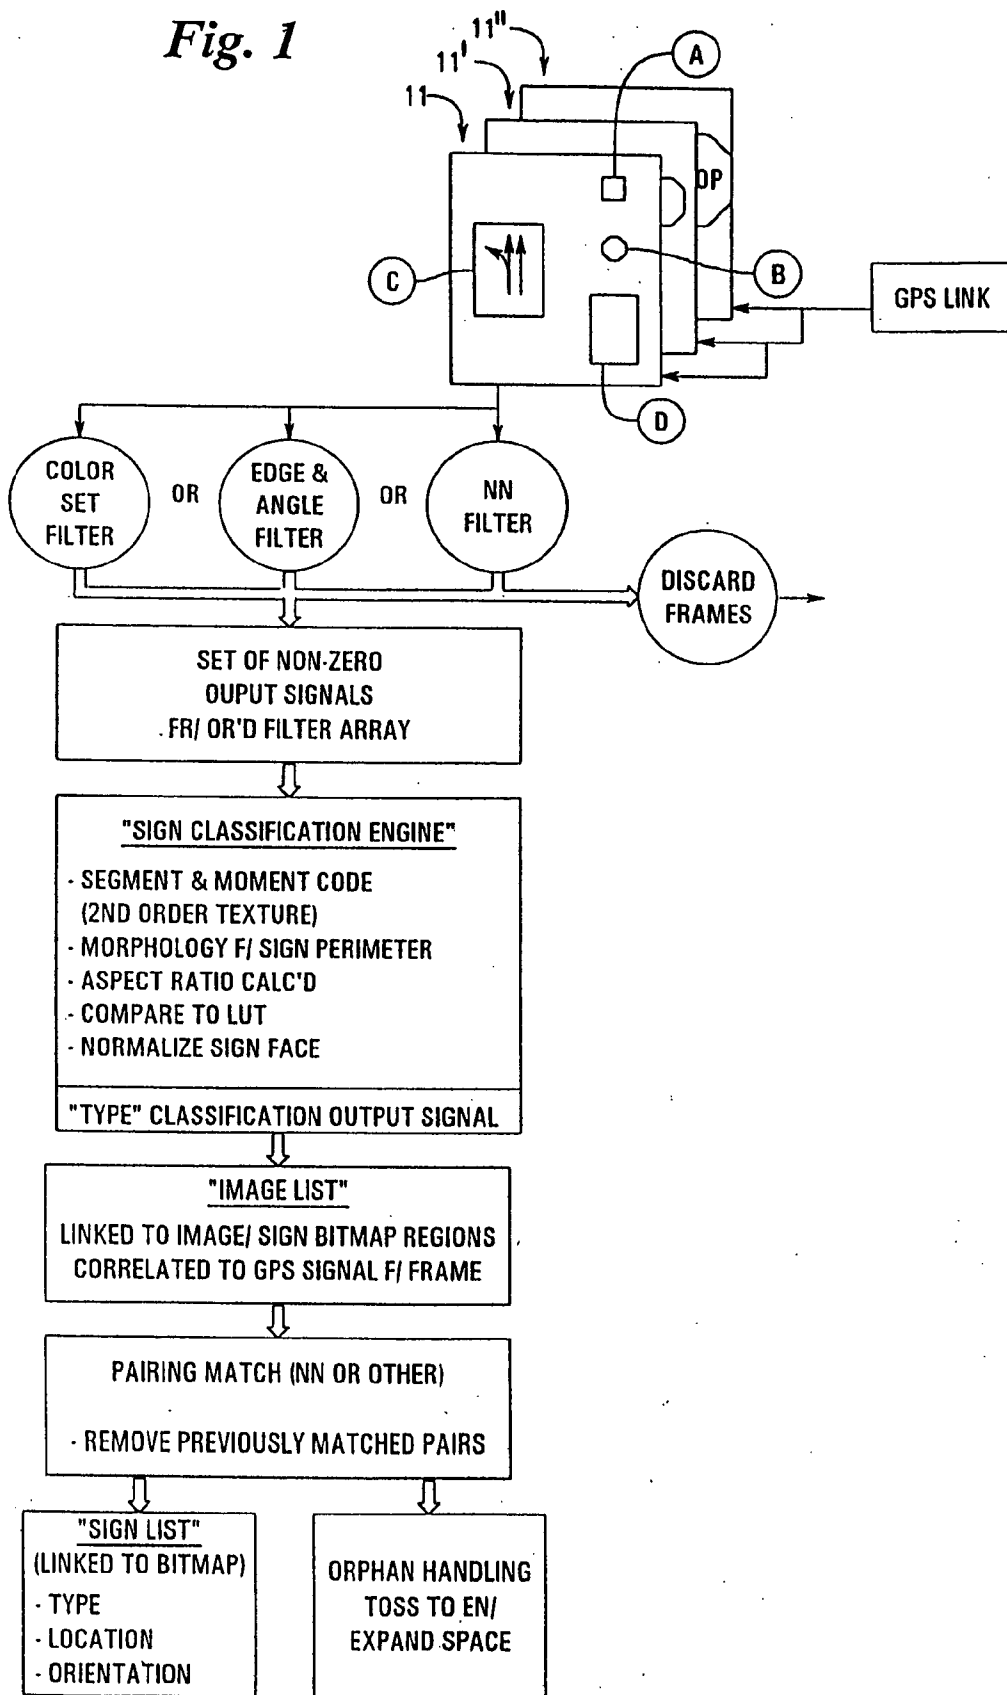 Fig. 1
11"
11'
11
A
OP
B
C
GPS LINK
D
COLOR
SET
FILTER
OR
EDGE &
ANGLE
FILTER
OR
NN
FILTER
DISCARD
FRAMES
SET OF NON-ZERO
OUPUT SIGNALS
FR/ OR'D FILTER ARRAY
"SIGN CLASSIFICATION ENGINE"
- SEGMENT & MOMENT CODE
(2ND ORDER TEXTURE)
- MORPHOLOGY F/ SIGN PERIMETER
- ASPECT RATIO CALC'D
- COMPARE TO LUT
- NORMALIZE SIGN FACE
"TYPE" CLASSIFICATION OUTPUT SIGNAL
"IMAGE LIST"
LINKED TO IMAGE/ SIGN BITMAP REGIONS
CORRELATED TO GPS SIGNAL F/ FRAME
PAIRING MATCH (NN OR OTHER)
- REMOVE PREVIOUSLY MATCHED PAIRS
"SIGN LIST"
(LINKED TO BITMAP)
- TYPE
- LOCATION
- ORIENTATION
ORPHAN HANDLING
TOSS TO EN/
EXPAND SPACE